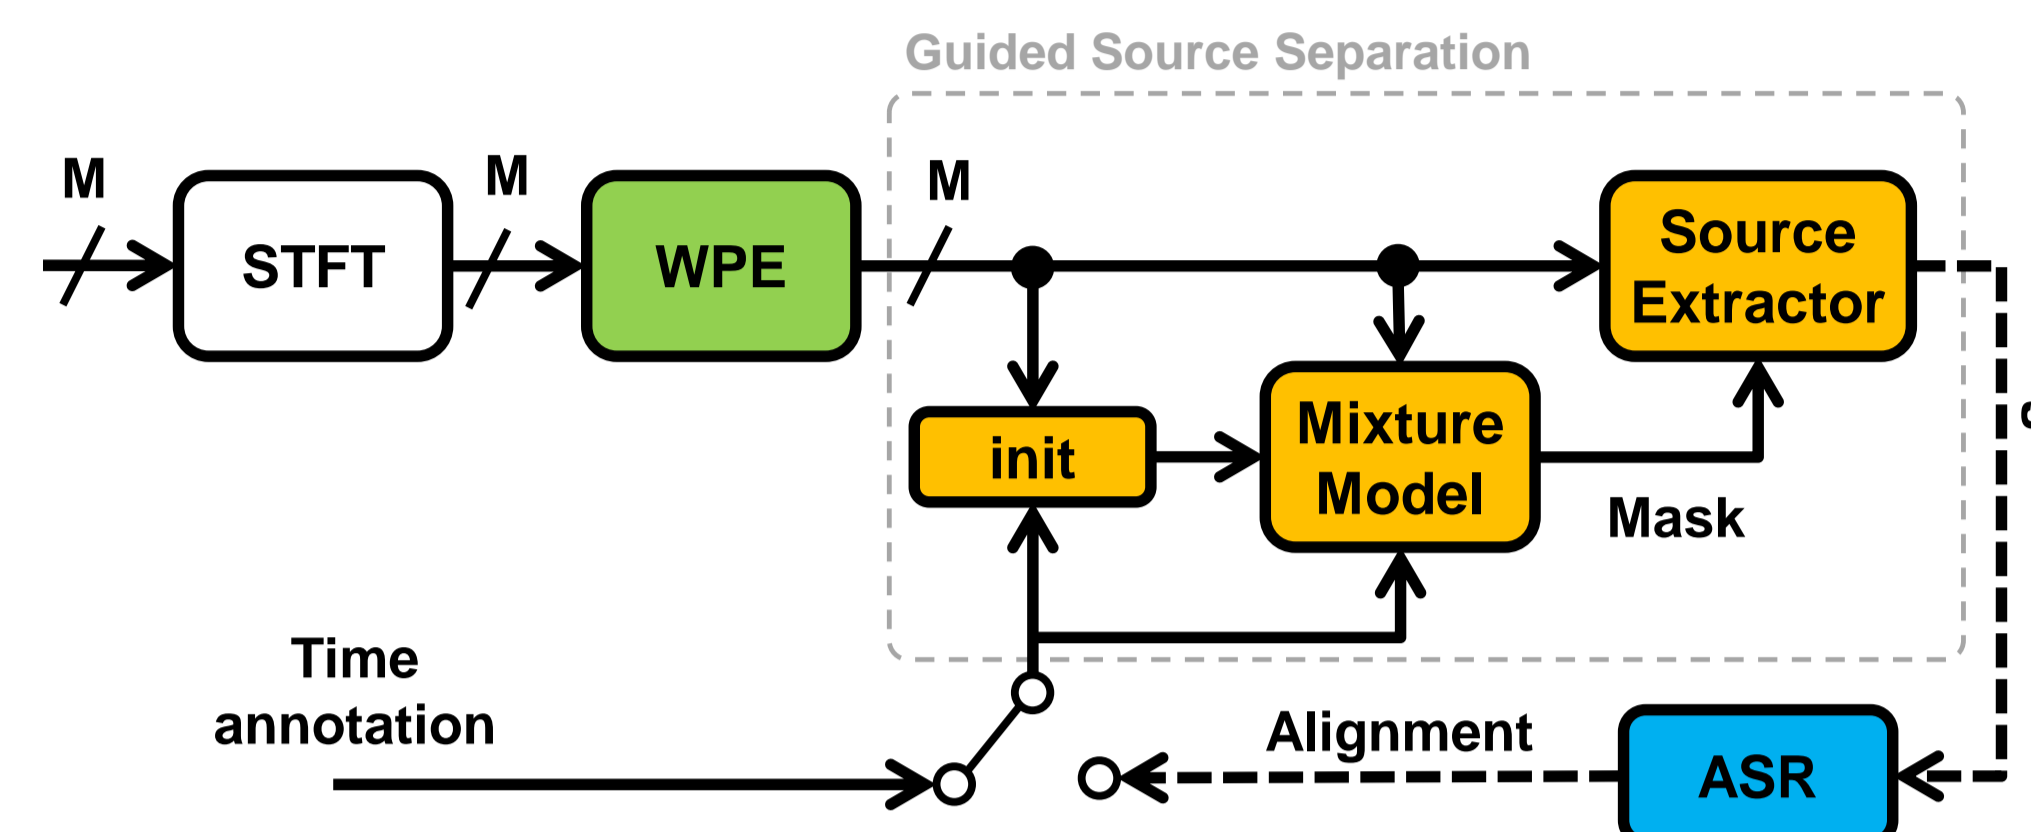 Guided Source Separation
M
M
M
STFT
WPE
Source
Extractor
Mixture
Model
init
Mask
Time
annotation
Alignment
ASR